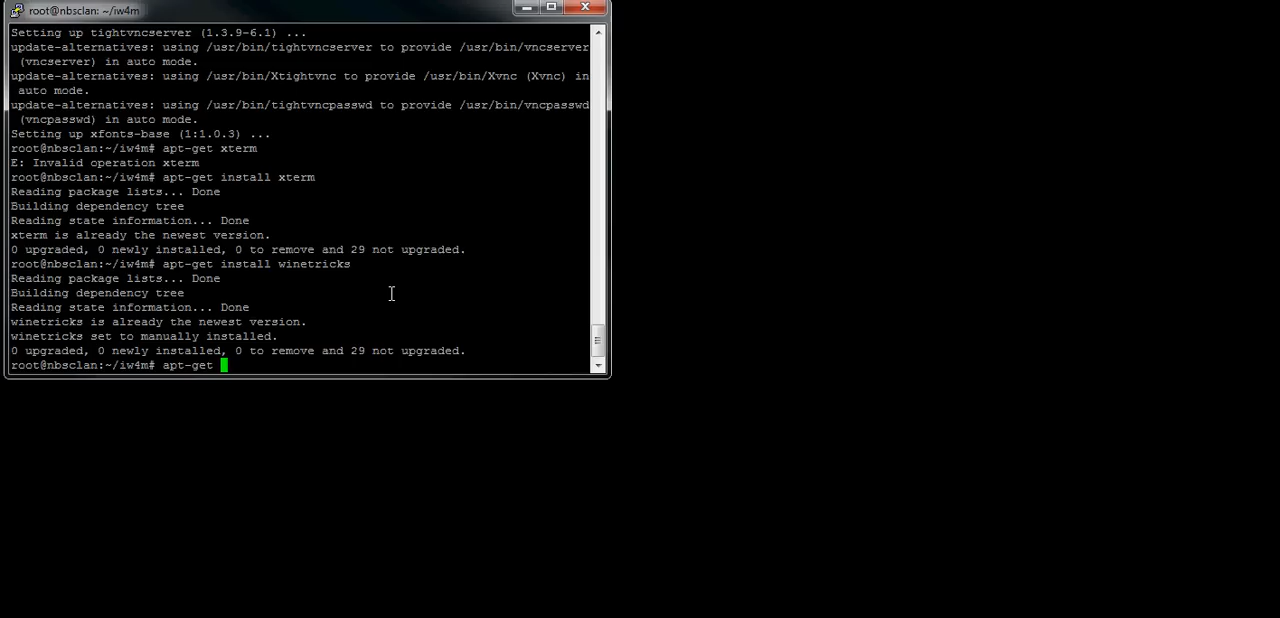 root@nbsclan: ~/iw4m
Setting up tightvncserver (1.3.9-6.1) ...
update-alternatives: using /usr/bin/tightvncserver to provide /usr/bin/vncserver
(vncserver) in auto mode.
update-alternatives: using /usr/bin/Xtightvnc to provide /usr/bin/Xvnc (Xvnc) in
auto mode.
update-alternatives: using /usr/bin/tightvncpasswd to provide /usr/bin/vncpasswd
(vncpasswd) in auto mode.
Setting up xfonts-base (1:1.0.3) ...
root@nbsclan:~/iw4m# apt-get xterm
E: Invalid operation xterm
root@nbsclan:~/iw4m# apt-get install xterm
Reading package lists... Done
Building dependency tree
Reading state information... Done
xterm is already the newest version.
0 upgraded, 0 newly installed, 0 to remove and 29 not upgraded.
root@nbsclan:~/iw4m# apt-get install winetricks
Reading package lists... Done
Building dependency tree
Reading state information... Done
winetricks is already the newest version.
winetricks set to manually installed.
0 upgraded, 0 newly installed, 0 to remove and 29 not upgraded.
root@nbsclan:~/iw4m# apt-get